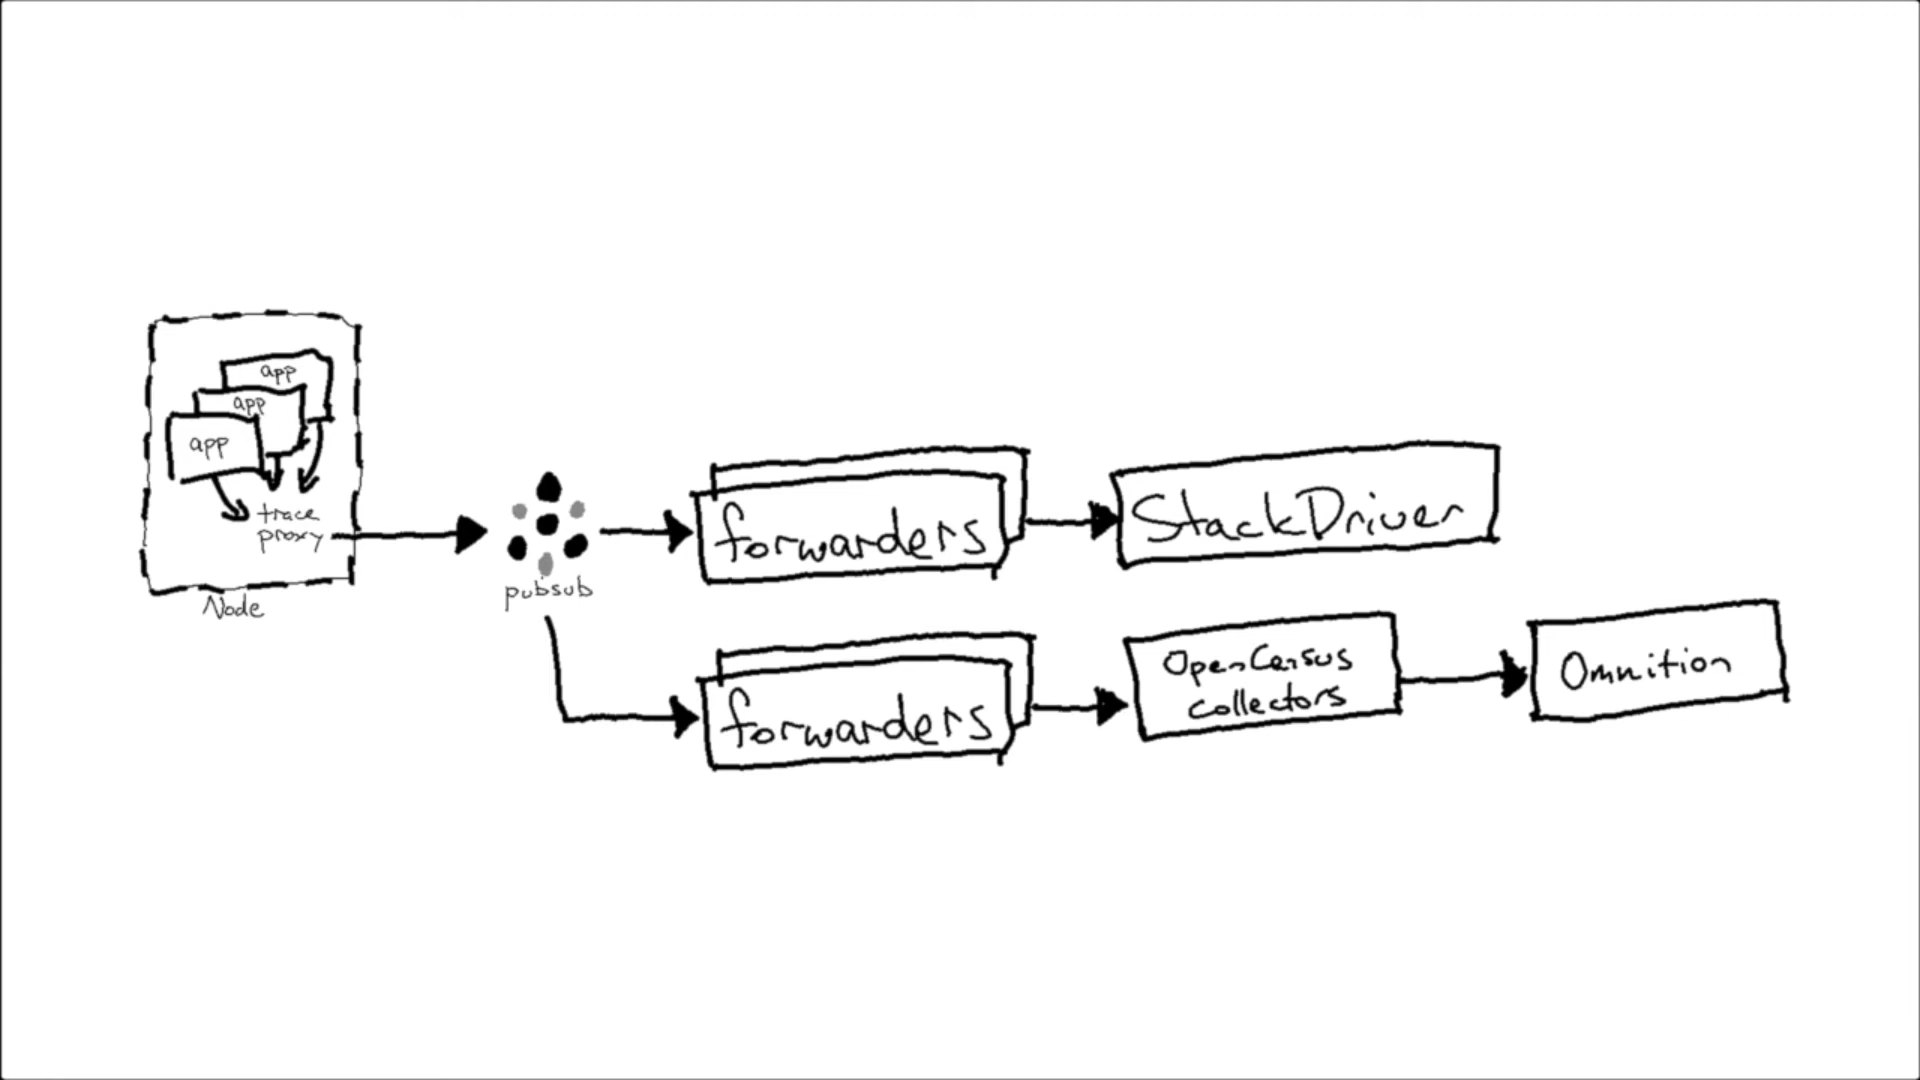 app
app
app
trace
proxy
Node
pubsub
forwarders
StackDriver
forwarders
OpenCensus
collectors
Omnition